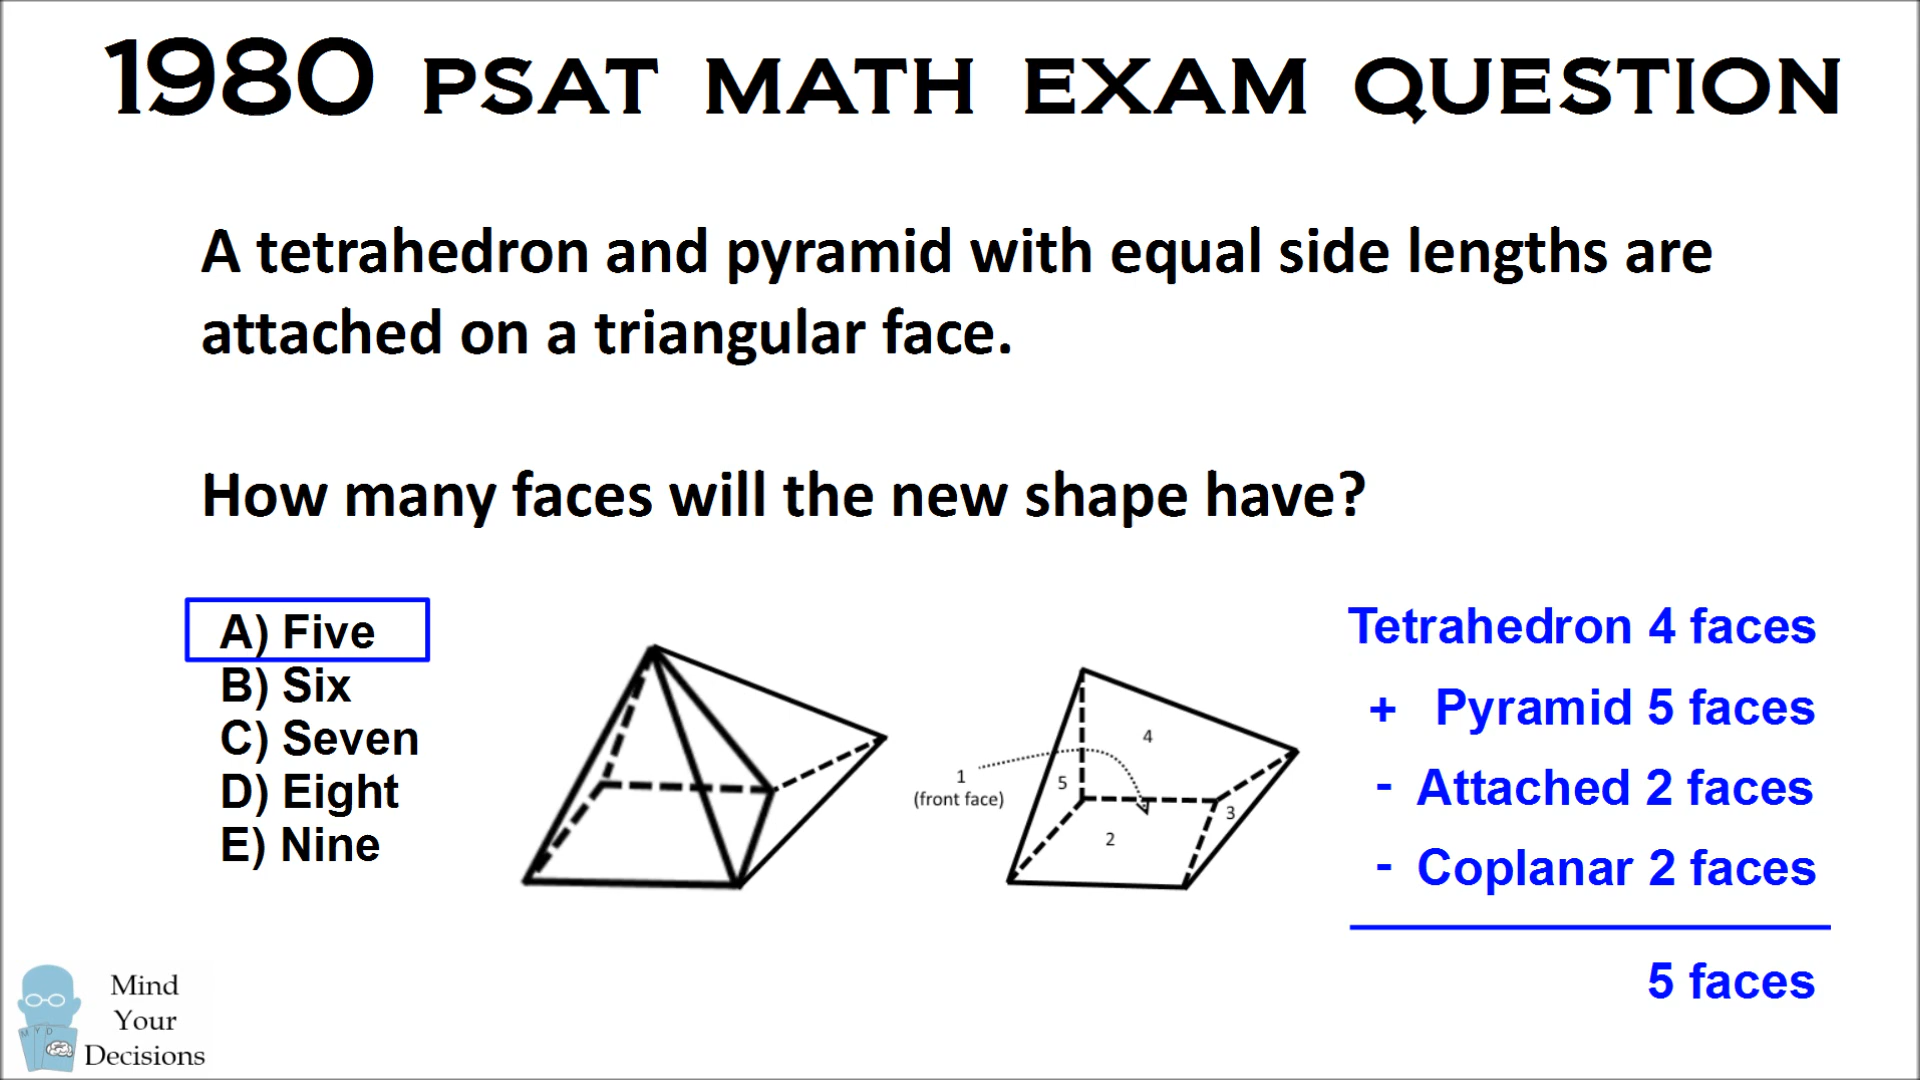 1980 PSAT MATH EXAM QUESTION
A tetrahedron and pyramid with equal side lengths are
attached on a triangular face.
How many faces will the new shape have?
A) Five
B) Six
C) Seven
D) Eight
E) Nine
1
(front face)
5
4
2
3
Tetrahedron 4 faces
+ Pyramid 5 faces
- Attached 2 faces
- Coplanar 2 faces
5 faces
M Y D
Mind
Your
Decisions